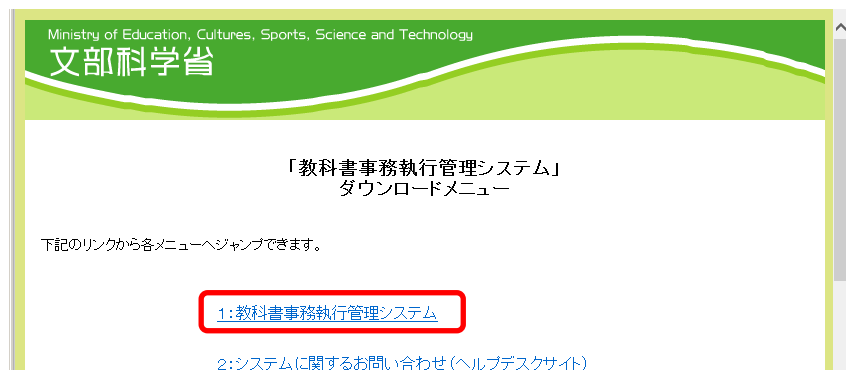 Ministry of Education, Cultures, Sports, Science and Technology
文部科学省
「教科書事務執行管理システム」
ダウンロードメニュー
下記のリンクから各メニューへジャンプできます。
1:教科書事務執行管理システム
2:システムに関するお問い合わせ(ヘルプデスクサイト)